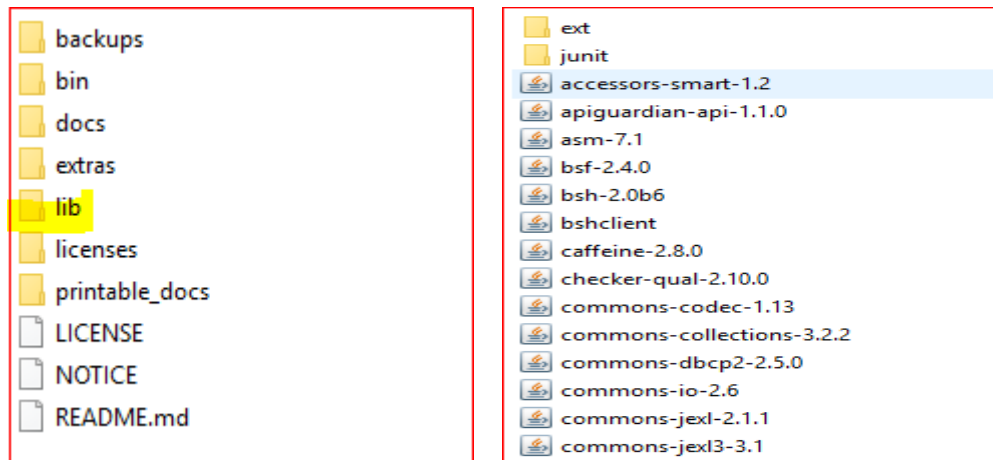 backups
bin
docs
extras
lib
licenses
printable_docs
LICENSE
NOTICE
README.md
ext
junit
accessors-smart-1.2
apiguardian-api-1.1.0
asm-7.1
bsf-2.4.0
bsh-2.0b6
bshclient
caffeine-2.8.0
checker-qual-2.10.0
commons-codec-1.13
commons-collections-3.2.2
commons-dbcp2-2.5.0
commons-io-2.6
commons-jexl-2.1.1
commons-jexl3-3.1